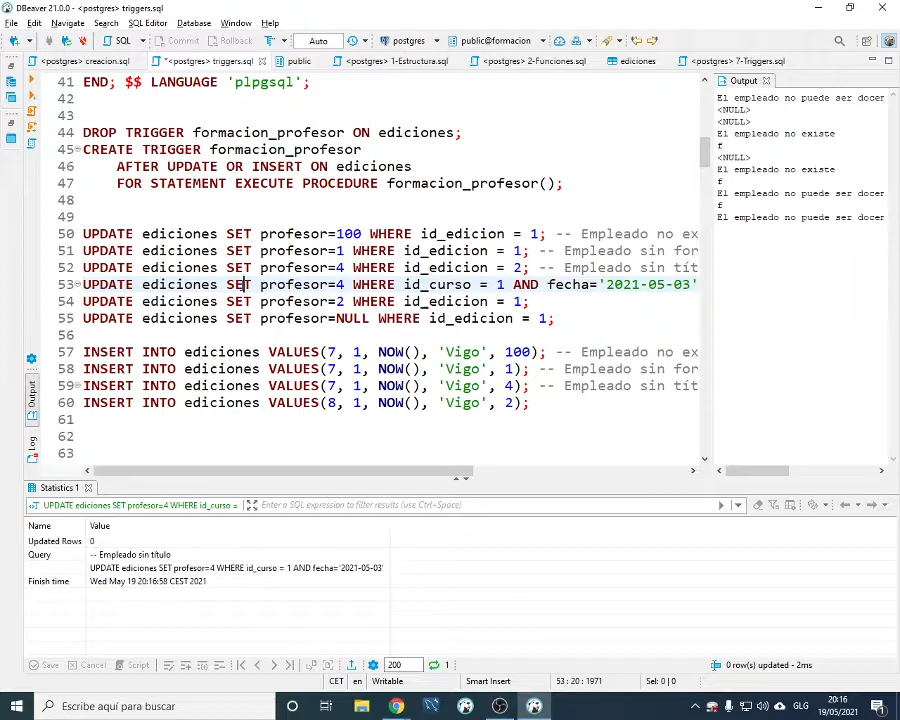 DBeaver 21.0.0 - <postgres> triggers.sql
File Edit Navigate Search SQL Editor Database Window Help
SQL Commit Rollback Auto postgres public@formacion
<postgres> creacion.sql *<postgres> triggers.sql public <postgres> 1-Estructura.sql <postgres> 2-Funciones.sql ediciones <postgres> 7-Triggers.sql
41 END; $$ LANGUAGE 'plpgsql';
42
43
44 DROP TRIGGER formacion_profesor ON ediciones;
45 CREATE TRIGGER formacion_profesor
46 AFTER UPDATE OR INSERT ON ediciones
47 FOR STATEMENT EXECUTE PROCEDURE formacion_profesor();
48
49
50 UPDATE ediciones SET profesor=100 WHERE id_edicion = 1; -- Empleado no ex
51 UPDATE ediciones SET profesor=1 WHERE id_edicion = 1; -- Empleado sin for
52 UPDATE ediciones SET profesor=4 WHERE id_edicion = 2; -- Empleado sin tít
53 UPDATE ediciones SET profesor=4 WHERE id_curso = 1 AND fecha='2021-05-03'
54 UPDATE ediciones SET profesor=2 WHERE id_edicion = 1;
55 UPDATE ediciones SET profesor=NULL WHERE id_edicion = 1;
56
57 INSERT INTO ediciones VALUES(7, 1, NOW(), 'Vigo', 100); -- Empleado no ex
58 INSERT INTO ediciones VALUES(7, 1, NOW(), 'Vigo', 1); -- Empleado sin for
59 INSERT INTO ediciones VALUES(7, 1, NOW(), 'Vigo', 4); -- Empleado sin tít
60 INSERT INTO ediciones VALUES(8, 1, NOW(), 'Vigo', 2);
61
62
63
Output
El empleado no puede ser docer
<NULL>
<NULL>
El empleado no existe
f
<NULL>
El empleado no existe
f
El empleado no puede ser docer
f
El empleado no puede ser docer
Output
Log
Statistics 1
UPDATE ediciones SET profesor=4 WHERE id_curso = Enter a SQL expression to filter results (use Ctrl+Space)
Name Value
Updated Rows 0
Query -- Empleado sin título
UPDATE ediciones SET profesor=4 WHERE id_curso = 1 AND fecha='2021-05-03'
Finish time Wed May 19 20:16:58 CEST 2021
Save Cancel Script 200 1 0 row(s) updated - 2ms
CET en Writable Smart Insert 53 : 20 : 1971 Sel: 0 | 0
Escribe aquí para buscar GLG 20:16
19/05/2021 1